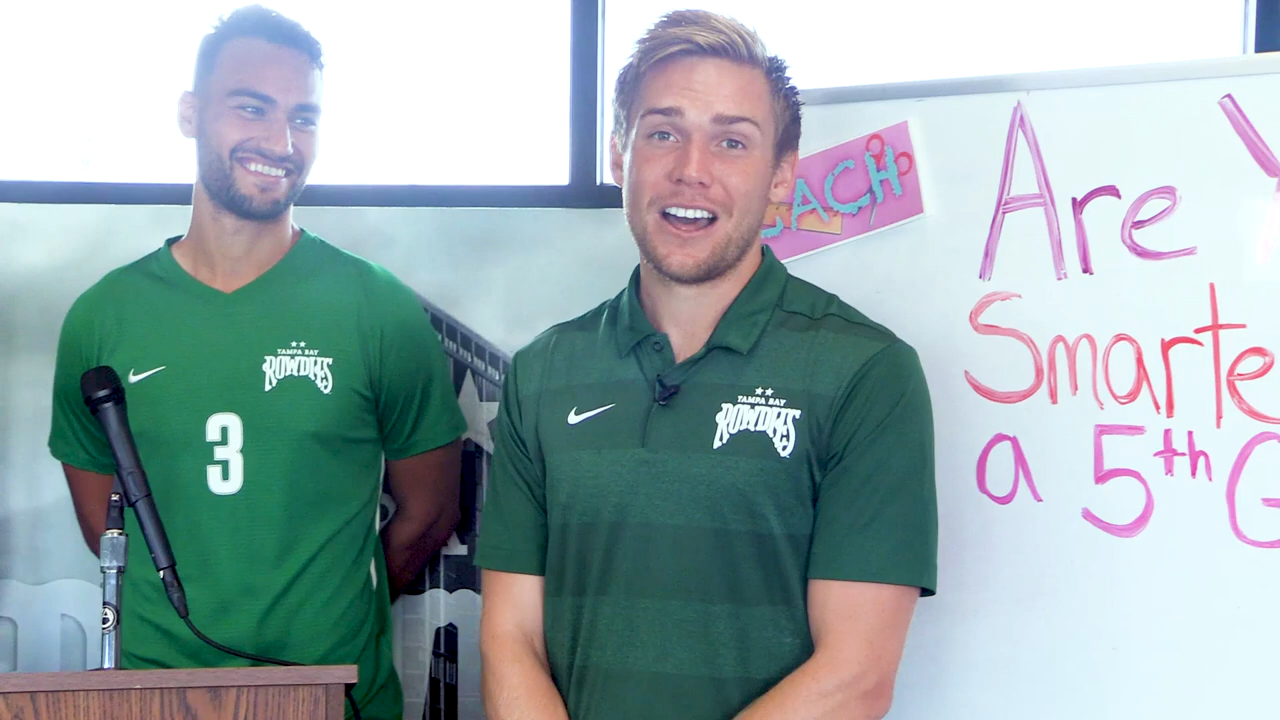 TAMPA BAY
ROWDIES
3
TAMPA BAY
ROWDIES
ACH
Are Y
Smarte
a 5th G